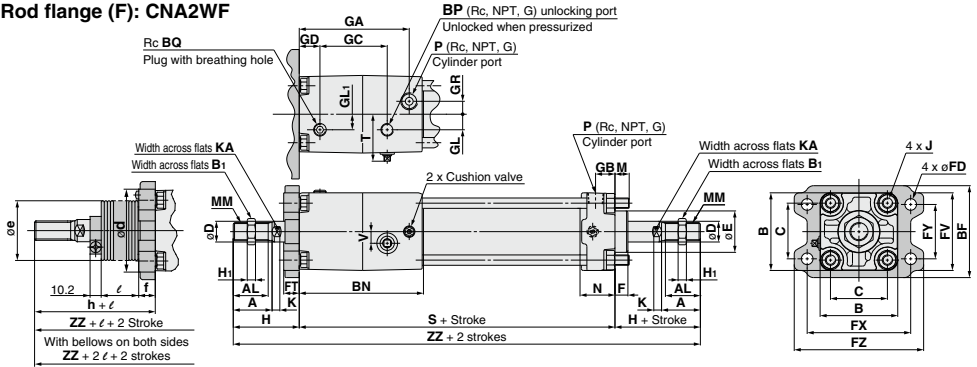 Rod flange (F): CNA2WF
GA
BP (Rc, NPT, G) unlocking port
Unlocked when pressurized
GD
GC
Rc BQ
Plug with breathing hole
P (Rc, NPT, G)
Cylinder port
GR
GL1
T
GL
P (Rc, NPT, G)
Cylinder port
GB
M
Width across flats KA
Width across flats B1
4 x J
4 x øFD
Width across flats KA
Width across flats B1
2 x Cushion valve
MM
MM
øe
ød
øD
V
øD
øE
B
C
FY
FV
BF
H1
AL
FT
K
A
BN
N
F
K
H1
AL
A
10.2
ℓ
f
h + ℓ
H
S + Stroke
H + Stroke
C
B
FX
FZ
ZZ + ℓ + 2 Stroke
ZZ + 2 strokes
With bellows on both sides
ZZ + 2 ℓ + 2 strokes